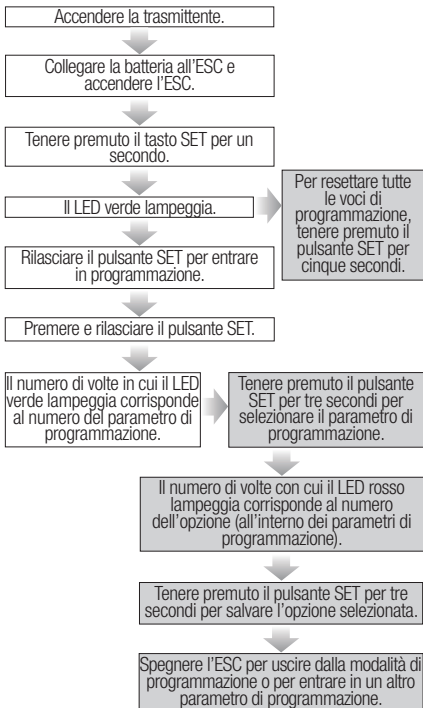 Accendere la trasmittente.
Collegare la batteria all'ESC e
accendere l'ESC.
Tenere premuto il tasto SET per un
secondo.
Il LED verde lampeggia.
Per resettare tutte
le voci di
programmazione,
tenere premuto il
pulsante SET per
cinque secondi.
Rilasciare il pulsante SET per entrare
in programmazione.
Premere e rilasciare il pulsante SET.
Il numero di volte in cui il LED
verde lampeggia corrisponde
al numero del parametro di
programmazione.
Tenere premuto il pulsante
SET per tre secondi per
selezionare il parametro di
programmazione.
Il numero di volte con cui il LED rosso
lampeggia corrisponde al numero
dell'opzione (all'interno dei parametri di
programmazione).
Tenere premuto il pulsante SET per tre
secondi per salvare l'opzione selezionata.
Spegnere l'ESC per uscire dalla modalità di
programmazione o per entrare in un altro
parametro di programmazione.